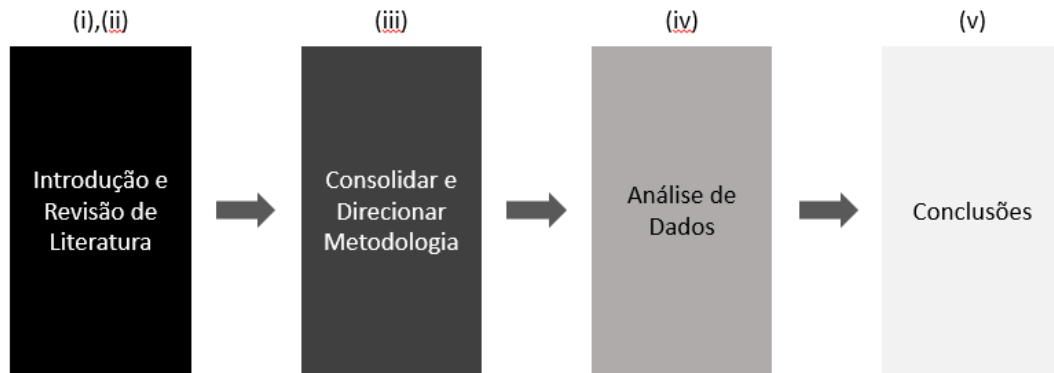 (i),(ii)
(iii)
(iv)
(v)
Introdução e
Revisão de
Literatura
Consolidar e
Direcionar
Metodologia
Análise de
Dados
Conclusões